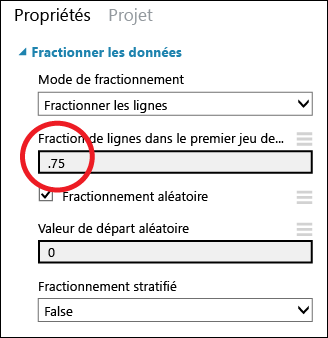 Propriétés Projet
Fractionner les données
Mode de fractionnement
Fractionner les lignes
Fraction de lignes dans le premier jeu de...
.75
Fractionnement aléatoire
Valeur de départ aléatoire
0
Fractionnement stratifié
False